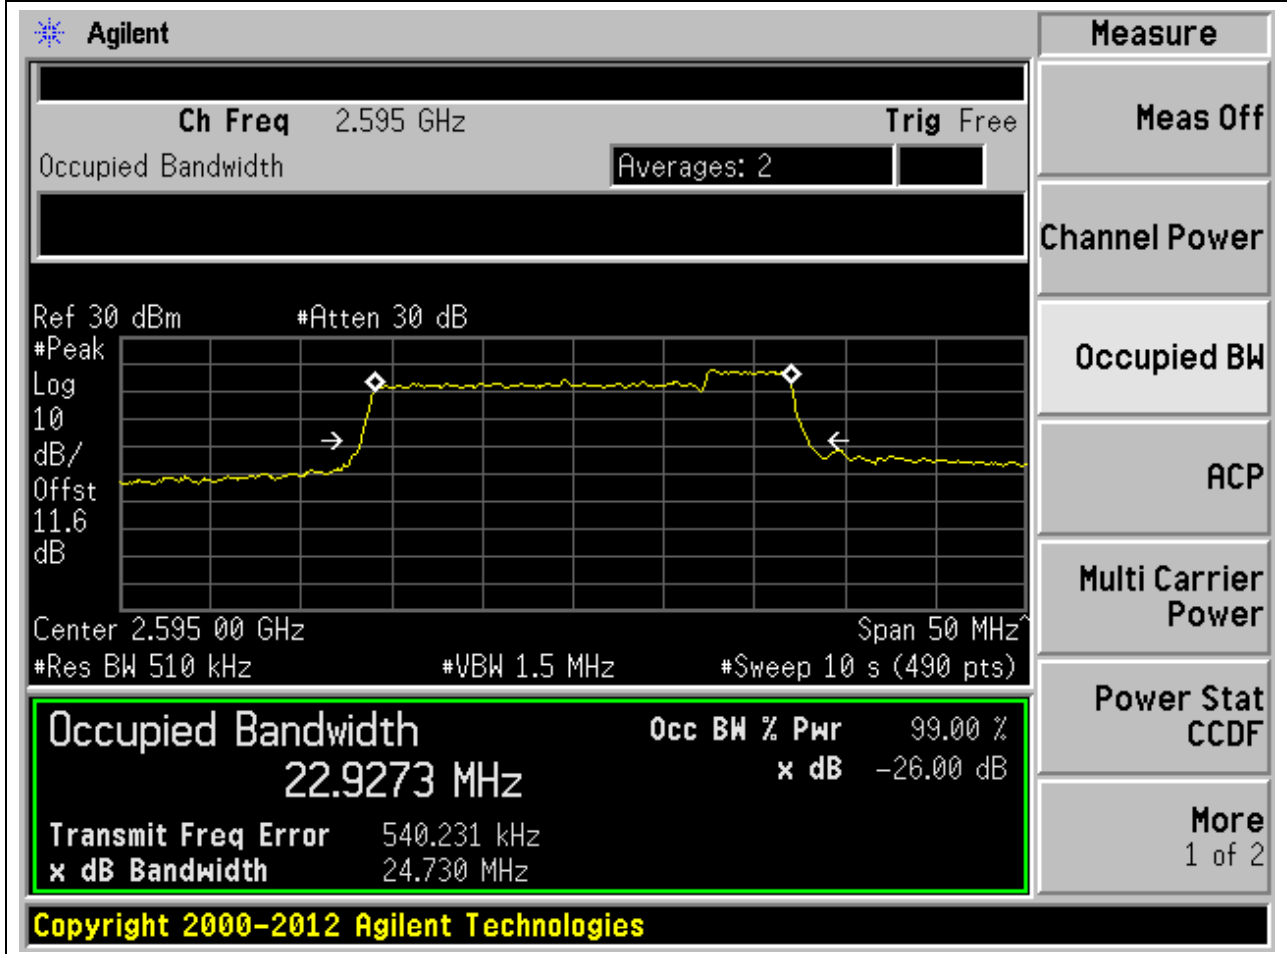 Agilent
Measure
Ch Freq 2.595 GHz Trig Free
Meas Off
Occupied Bandwidth Averages: 2
Channel Power
Ref 30 dBm #Atten 30 dB
#Peak
Log
10
dB/
Offst
11.6
dB
Occupied BW
ACP
Center 2.595 00 GHz Span 50 MHz^
#Res BW 510 kHz #VBW 1.5 MHz #Sweep 10 s (490 pts)
Multi Carrier
Power
Occupied Bandwidth Occ BW % Pwr 99.00 %
22.9273 MHz x dB -26.00 dB
Power Stat
CCDF
Transmit Freq Error 540.231 kHz
x dB Bandwidth 24.730 MHz
More
1 of 2
Copyright 2000-2012 Agilent Technologies